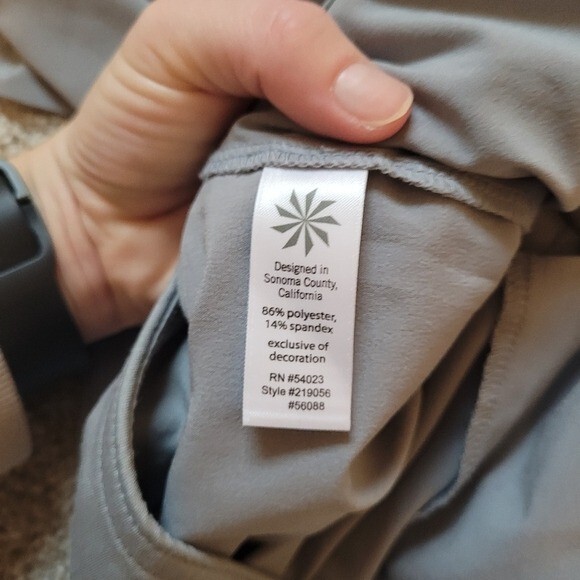 Designed in
Sonoma County,
California
86% polyester,
14% spandex
exclusive of
decoration
RN #54023
Style #219056
#56088